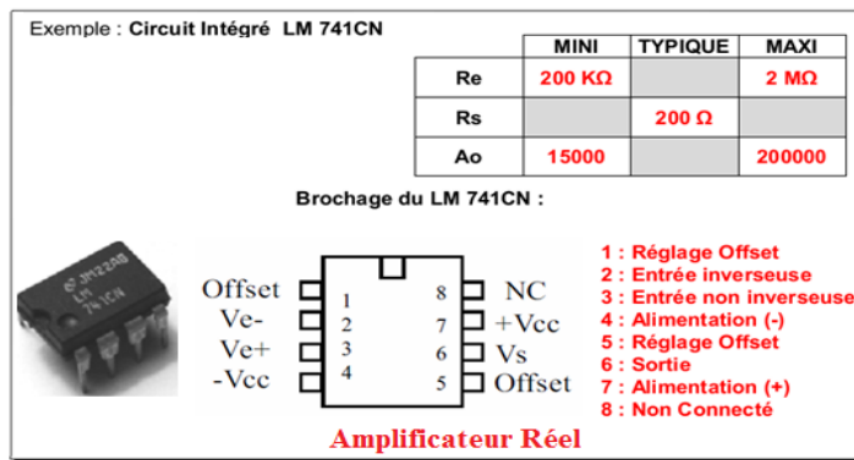 Exemple : Circuit Intégré LM 741CN
MINI TYPIQUE MAXI
Re 200 KΩ 2 MΩ
Rs 200 Ω
Ao 15000 200000
Brochage du LM 741CN :
JM22AB
LM
741CN
Offset 1 8 NC
Ve- 2 7 +Vcc
Ve+ 3 6 Vs
-Vcc 4 5 Offset
1 : Réglage Offset
2 : Entrée inverseuse
3 : Entrée non inverseuse
4 : Alimentation (-)
5 : Réglage Offset
6 : Sortie
7 : Alimentation (+)
8 : Non Connecté
Amplificateur Réel